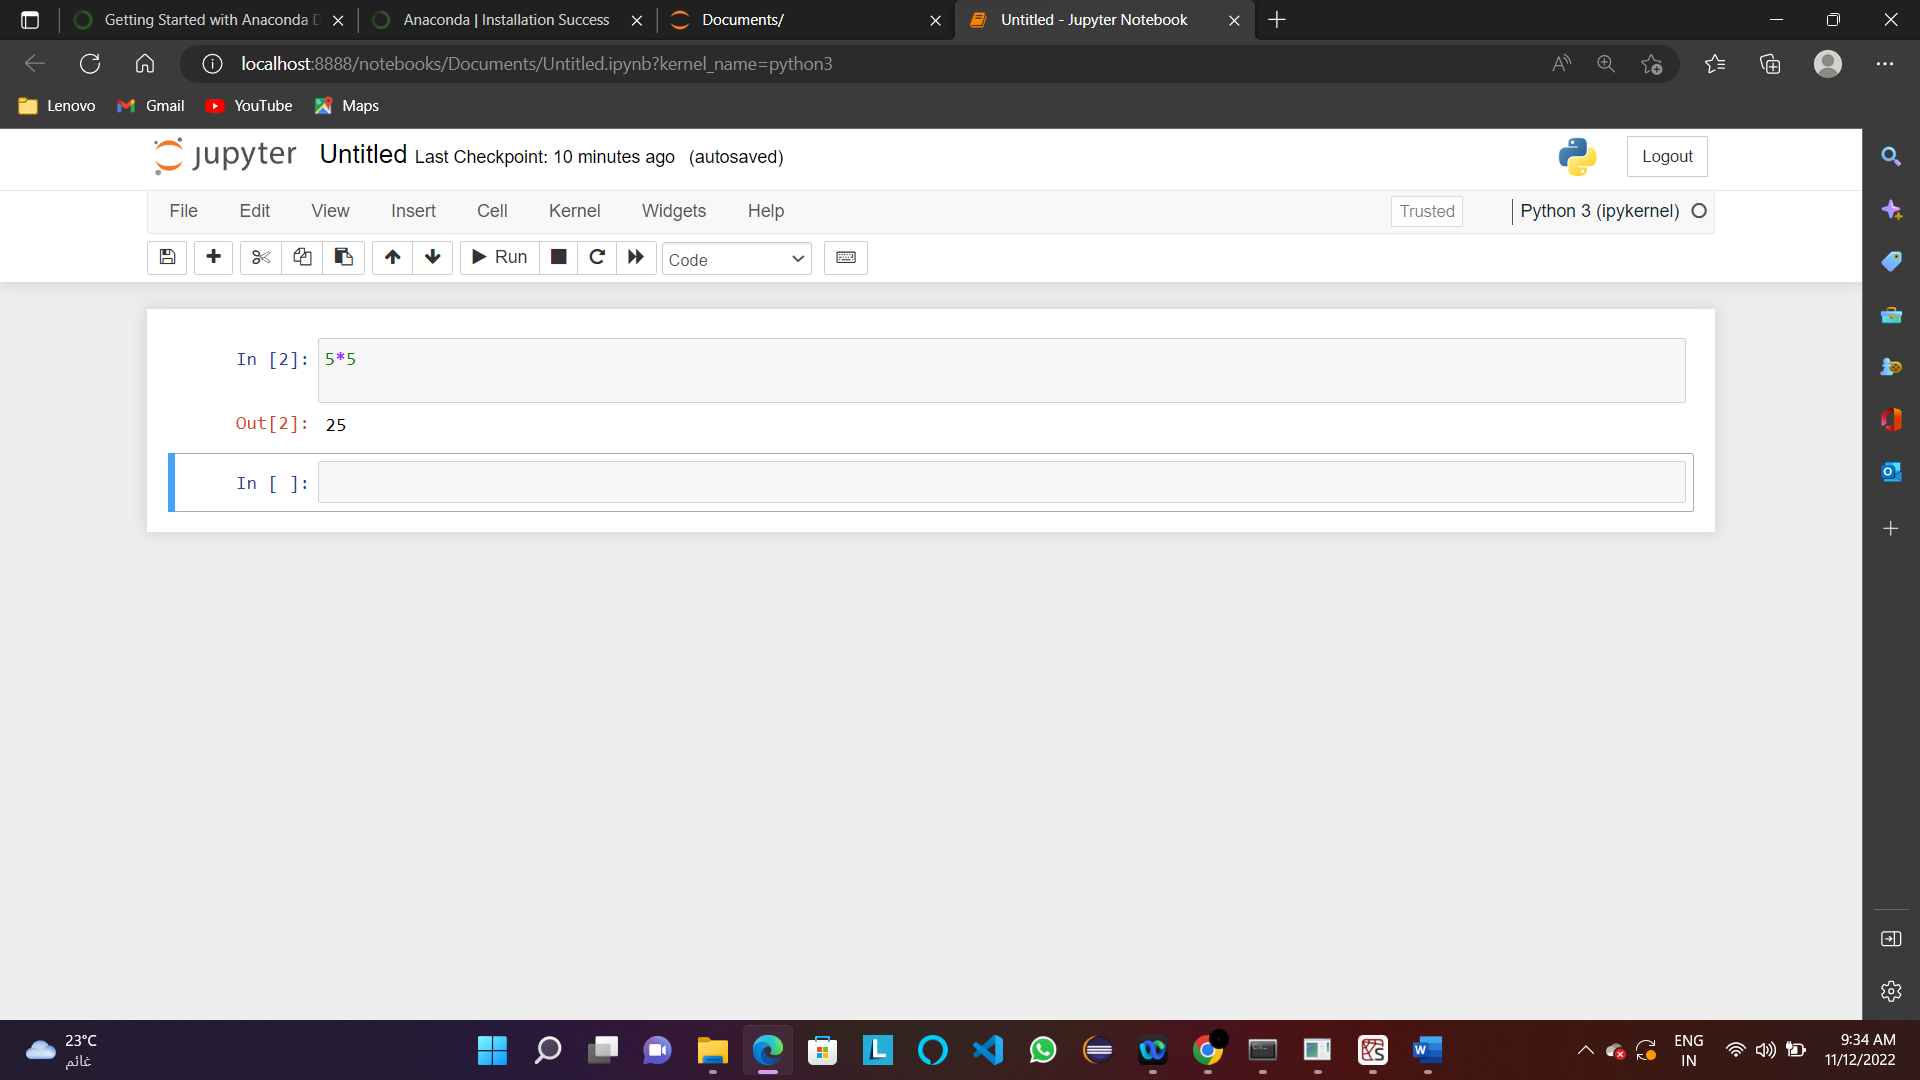 Getting Started with Anaconda D
Anaconda | Installation Success
Documents/
Untitled - Jupyter Notebook
localhost:8888/notebooks/Documents/Untitled.ipynb?kernel_name=python3
Lenovo
Gmail
YouTube
Maps
jupyter Untitled Last Checkpoint: 10 minutes ago (autosaved)
Logout
File Edit View Insert Cell Kernel Widgets Help
Trusted
Python 3 (ipykernel)
Run
Code
In [2]: 5*5
Out[2]: 25
In [ ]:
23°C
غائم
ENG
IN
9:34 AM
11/12/2022